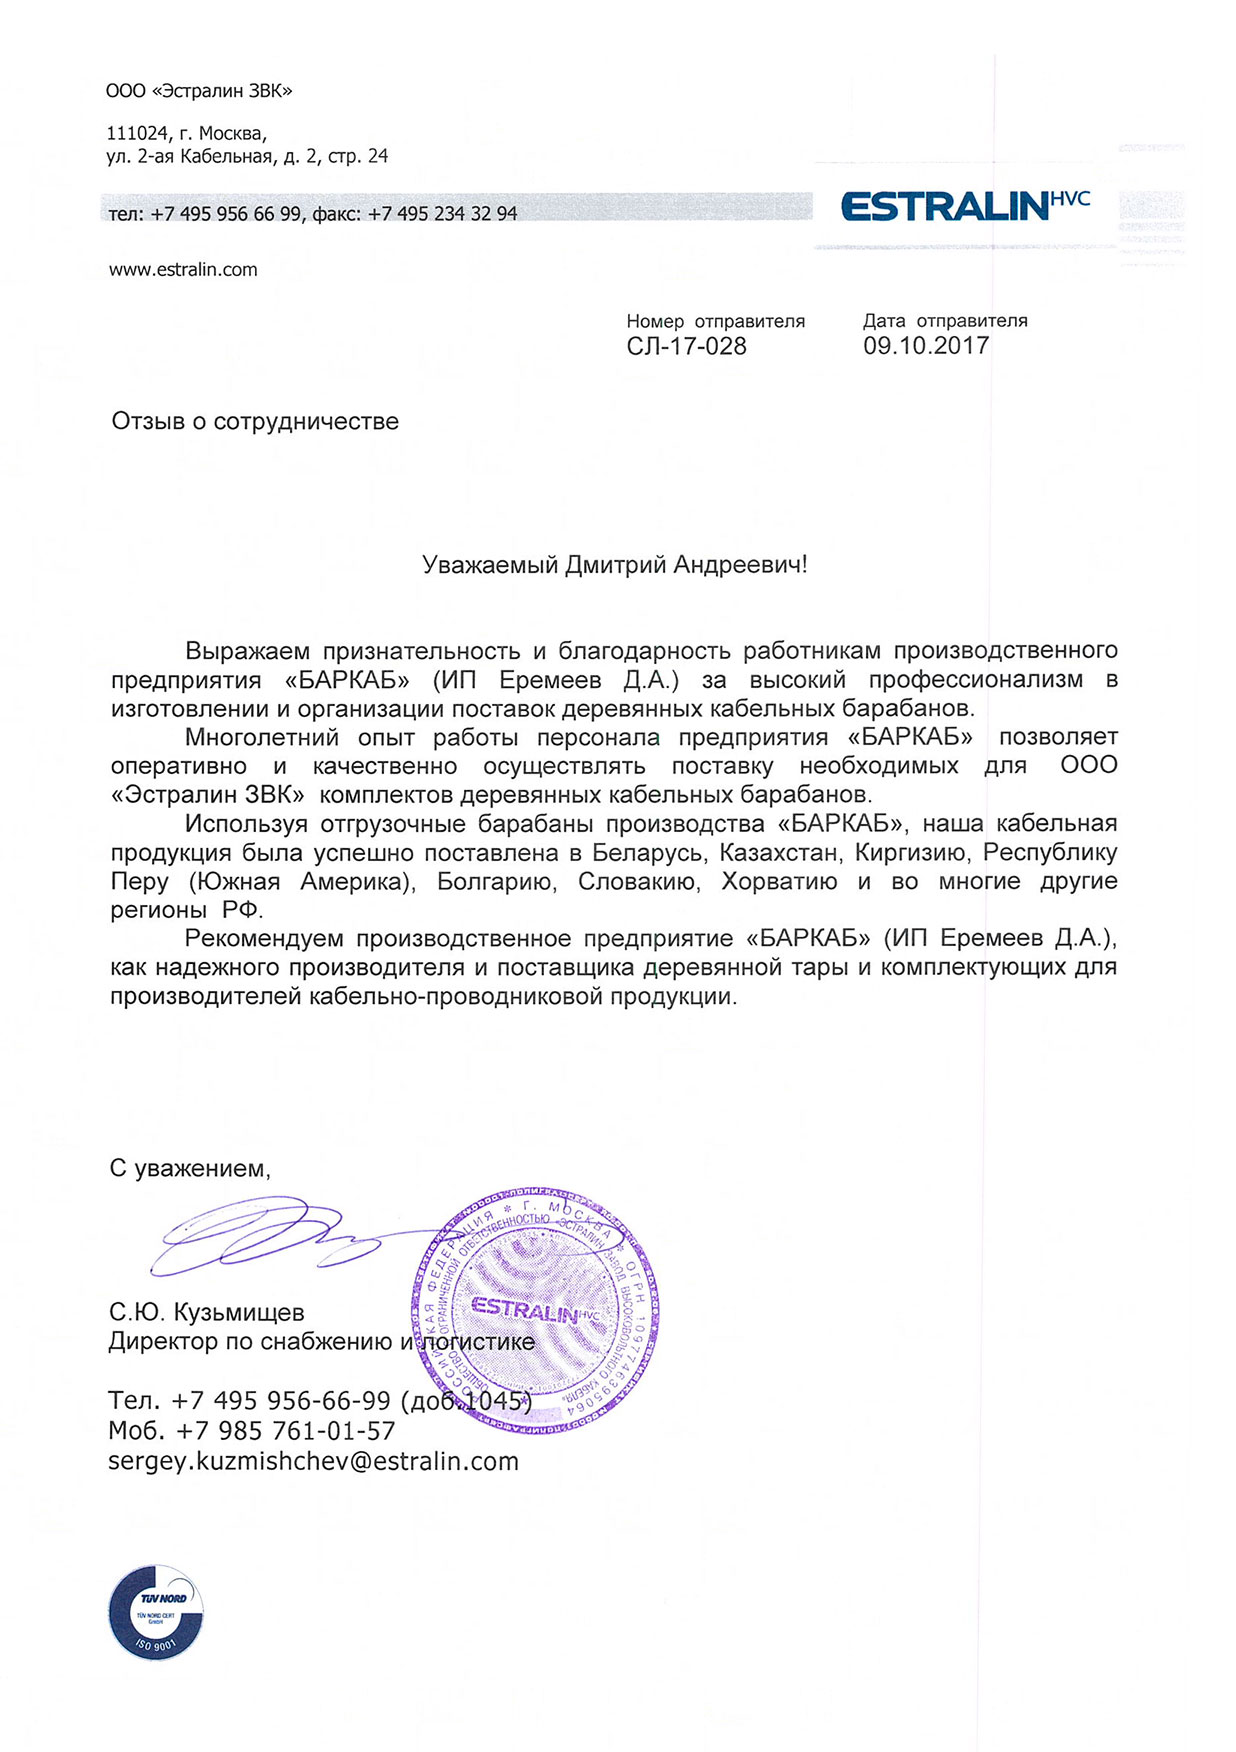 ООО «Эстралин ЗВК»
111024, г. Москва,
ул. 2-ая Кабельная, д. 2, стр. 24
тел: +7 495 956 66 99, факс: +7 495 234 32 94
ESTRALIN HVC
www.estralin.com
Номер отправителя Дата отправителя
СЛ-17-028 09.10.2017
Отзыв о сотрудничестве
Уважаемый Дмитрий Андреевич!
Выражаем признательность и благодарность работникам производственного
предприятия «БАРКАБ» (ИП Еремеев Д.А.) за высокий профессионализм в
изготовлении и организации поставок деревянных кабельных барабанов.
Многолетний опыт работы персонала предприятия «БАРКАБ» позволяет
оперативно и качественно осуществлять поставку необходимых для ООО
«Эстралин ЗВК» комплектов деревянных кабельных барабанов.
Используя отгрузочные барабаны производства «БАРКАБ», наша кабельная
продукция была успешно поставлена в Беларусь, Казахстан, Киргизию, Республику
Перу (Южная Америка), Болгарию, Словакию, Хорватию и во многие другие
регионы РФ.
Рекомендуем производственное предприятие «БАРКАБ» (ИП Еремеев Д.А.),
как надежного производителя и поставщика деревянной тары и комплектующих для
производителей кабельно-проводниковой продукции.
С уважением,
С.Ю. Кузьмищев
Директор по снабжению и логистике
Тел. +7 495 956-66-99 (доб.1045)
Моб. +7 985 761-01-57
sergey.kuzmishchev@estralin.com
РОССИЙСКАЯ ФЕДЕРАЦИЯ * Г. МОСКВА * ОГРН 1097746395064
ОБЩЕСТВО С ОГРАНИЧЕННОЙ ОТВЕТСТВЕННОСТЬЮ «ЭСТРАЛИН ЗАВОД ВЫСОКОВОЛЬТНОГО КАБЕЛЯ»
ESTRALIN HVC
TÜV NORD
TÜV NORD CERT
GmbH
ISO 9001